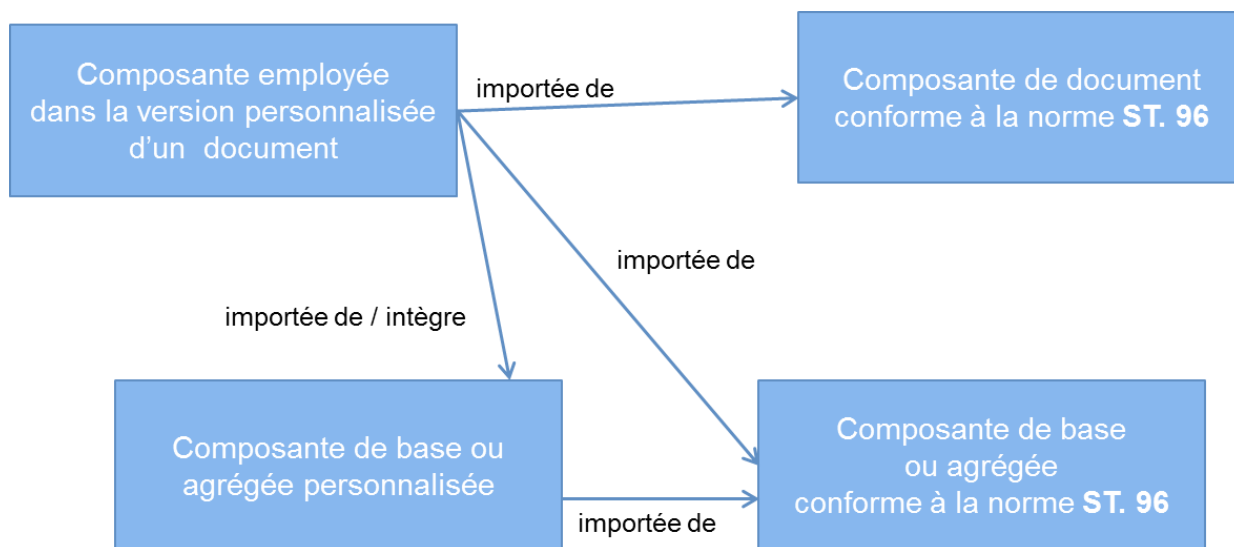 Composante employée
dans la version personnalisée
d'un document
importée de
Composante de document
conforme à la norme ST. 96
importée de
importée de / intègre
Composante de base ou
agrégée personnalisée
importée de
Composante de base
ou agrégée
conforme à la norme ST. 96